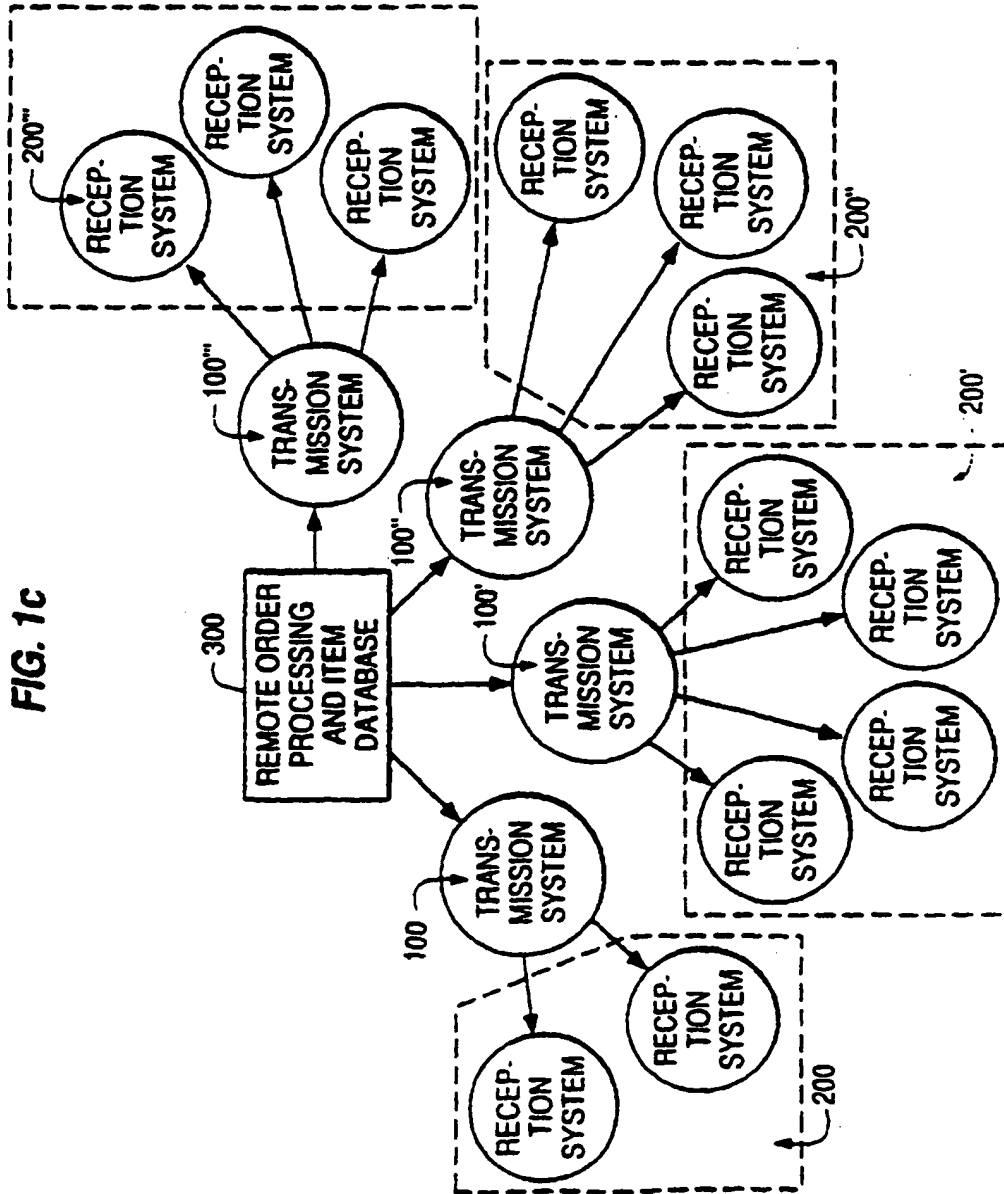 FIG. 1c
300
REMOTE ORDER
PROCESSING
AND ITEM
DATABASE
100
TRANS-
MISSION
SYSTEM
100'
TRANS-
MISSION
SYSTEM
100"
TRANS-
MISSION
SYSTEM
100"'
TRANS-
MISSION
SYSTEM
RECEP-
TION
SYSTEM
RECEP-
TION
SYSTEM
200
RECEP-
TION
SYSTEM
RECEP-
TION
SYSTEM
RECEP-
TION
SYSTEM
RECEP-
TION
SYSTEM
200'
RECEP-
TION
SYSTEM
RECEP-
TION
SYSTEM
RECEP-
TION
SYSTEM
200"
200"'
RECEP-
TION
SYSTEM
RECEP-
TION
SYSTEM
RECEP-
TION
SYSTEM